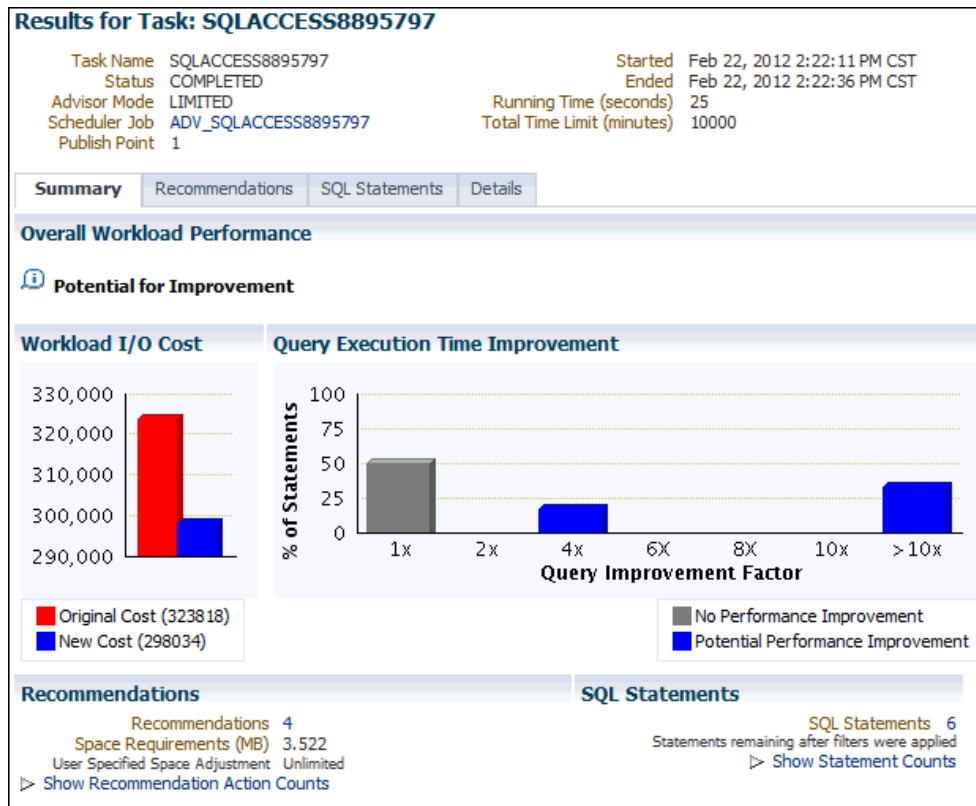 Results for Task: SQLACCESS8895797
Task Name SQLACCESS8895797
Status COMPLETED
Advisor Mode LIMITED
Scheduler Job ADV_SQLACCESS8895797
Publish Point 1
Started Feb 22, 2012 2:22:11 PM CST
Ended Feb 22, 2012 2:22:36 PM CST
Running Time (seconds) 25
Total Time Limit (minutes) 10000
Summary Recommendations SQL Statements Details
Overall Workload Performance
Potential for Improvement
Workload I/O Cost
330,000
320,000
310,000
300,000
290,000
Original Cost (323818)
New Cost (298034)
Query Execution Time Improvement
% of Statements
100
75
50
25
0
1x 2x 4x 6X 8X 10x >10x
Query Improvement Factor
No Performance Improvement
Potential Performance Improvement
Recommendations
Recommendations 4
Space Requirements (MB) 3.522
User Specified Space Adjustment Unlimited
Show Recommendation Action Counts
SQL Statements
SQL Statements 6
Statements remaining after filters were applied
Show Statement Counts